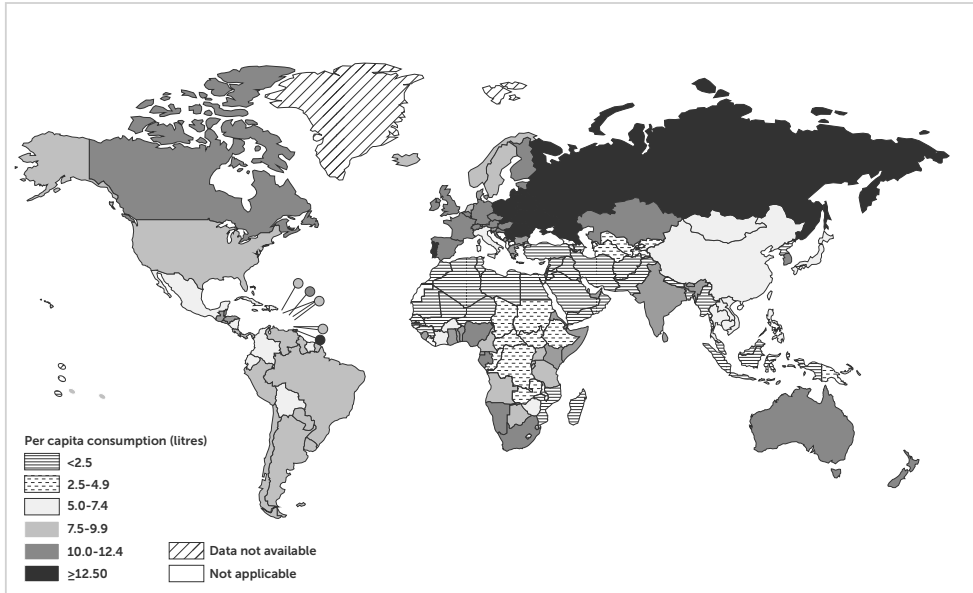 Per capita consumption (litres)
<2.5
2.5-4.9
5.0-7.4
7.5-9.9
10.0-12.4
≥12.50
Data not available
Not applicable